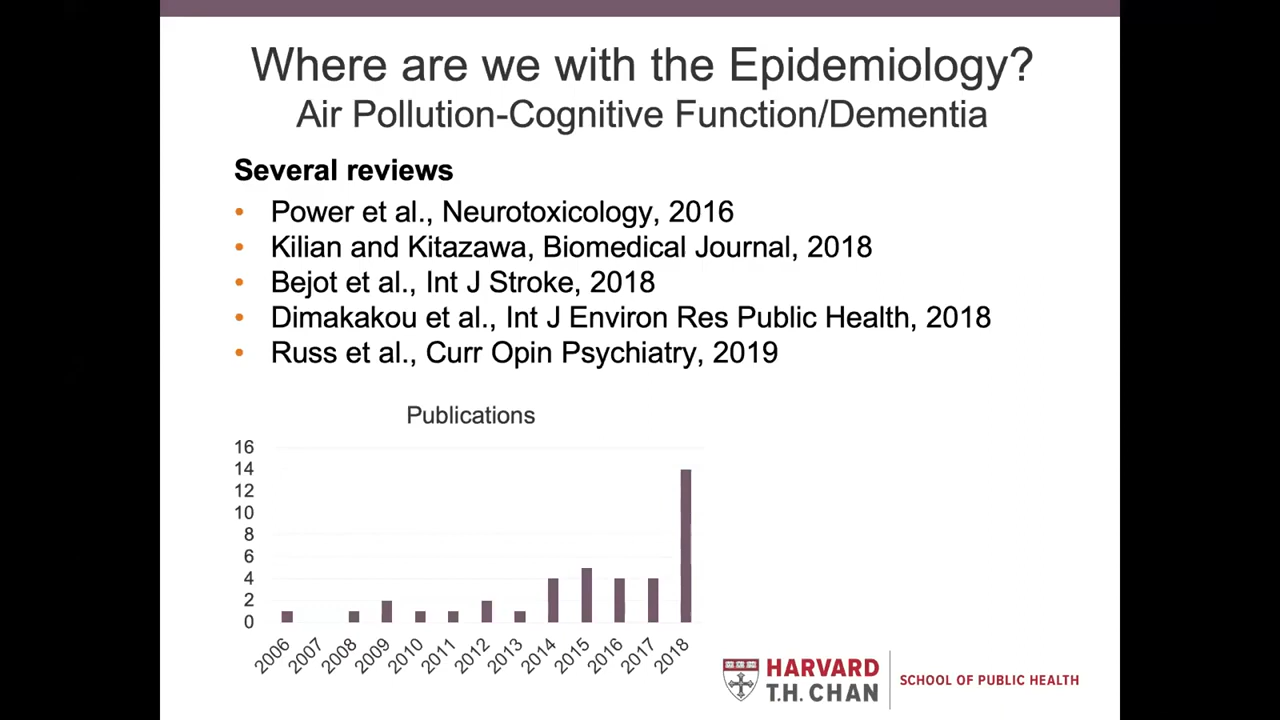 Where are we with the Epidemiology?
Air Pollution-Cognitive Function/Dementia
Several reviews
• Power et al., Neurotoxicology, 2016
• Kilian and Kitazawa, Biomedical Journal, 2018
• Bejot et al., Int J Stroke, 2018
• Dimakakou et al., Int J Environ Res Public Health, 2018
• Russ et al., Curr Opin Psychiatry, 2019
Publications
16
14
12
10
8
6
4
2
0
2006 2007 2008 2009 2010 2011 2012 2013 2014 2015 2016 2017 2018
HARVARD
T.H. CHAN
SCHOOL OF PUBLIC HEALTH